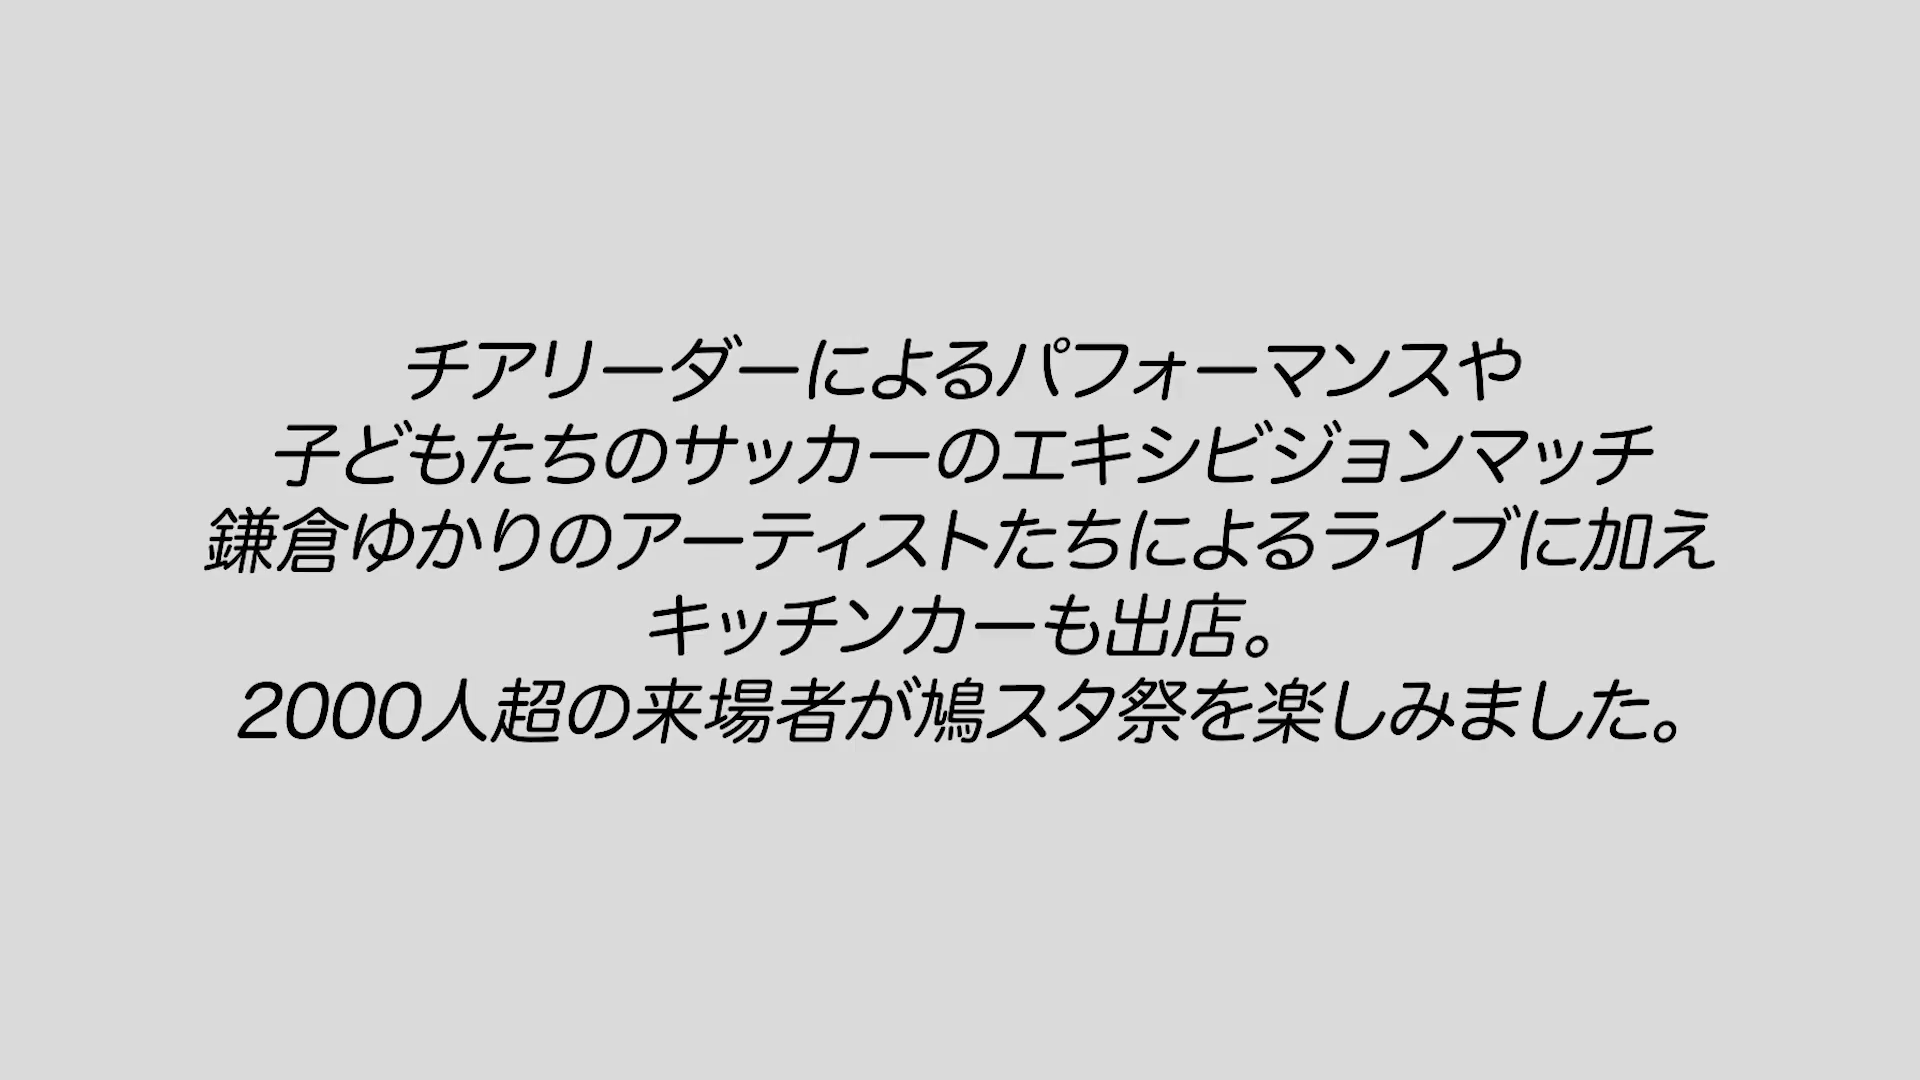 チアリーダーによるパフォーマンスや
子どもたちのサッカーのエキシビジョンマッチ
鎌倉ゆかりのアーティストたちによるライブに加え
キッチンカーも出店。
2000人超の来場者が鳩スタ祭を楽しみました。